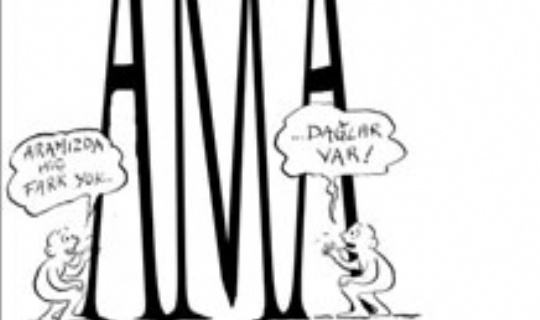 AMA
ARAMIZDA
HİÇ
FARK YOK..
...DAĞLAR
VAR!